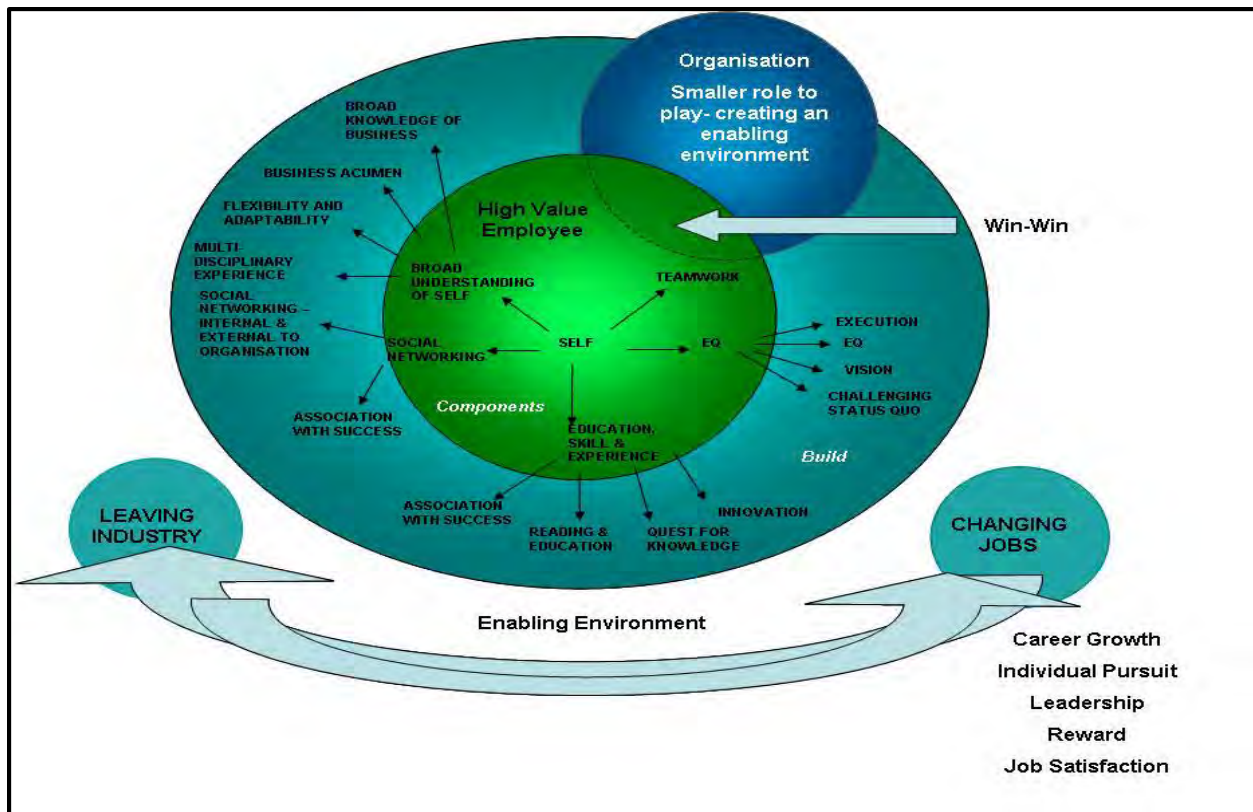 Organisation
Smaller role to
play- creating an
enabling
environment
BROAD
KNOWLEDGE OF
BUSINESS
BUSINESS ACUMEN
FLEXIBILITY AND
ADAPTABILITY
MULTI-
DISCIPLINARY
EXPERIENCE
SOCIAL
NETWORKING –
INTERNAL &
EXTERNAL TO
ORGANISATION
ASSOCIATION
WITH SUCCESS
High Value
Employee
Win-Win
BROAD
UNDERSTANDING
OF SELF
TEAMWORK
SOCIAL
NETWORKING
SELF
EQ
EXECUTION
EQ
VISION
CHALLENGING
STATUS QUO
Components
EDUCATION,
SKILL &
EXPERIENCE
Build
ASSOCIATION
WITH SUCCESS
READING &
EDUCATION
QUEST FOR
KNOWLEDGE
INNOVATION
LEAVING
INDUSTRY
CHANGING
JOBS
Enabling Environment
Career Growth
Individual Pursuit
Leadership
Reward
Job Satisfaction